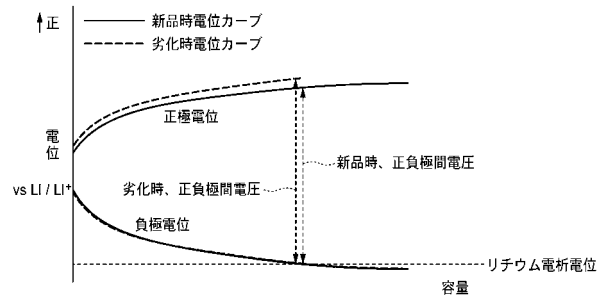 正
新品時電位カーブ
劣化時電位カーブ
正極電位
電位
新品時、正負極間電圧
vs LI / LI⁺
劣化時、正負極間電圧
負極電位
リチウム電析電位
容量